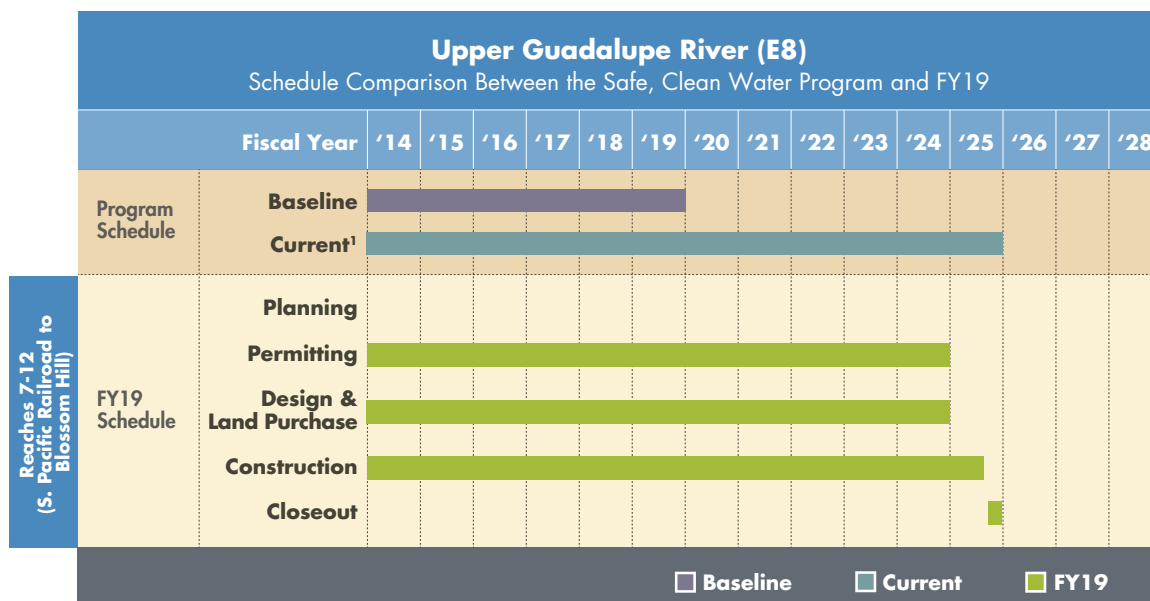 Upper Guadalupe River (E8)
Schedule Comparison Between the Safe, Clean Water Program and FY19
Fiscal Year ‘14 ‘15 ‘16 ‘17 ‘18 ‘19 ‘20 ‘21 ‘22 ‘23 ‘24 ‘25 ‘26 ‘27 ‘28
Program
Schedule
Baseline
Current¹
Reaches 7-12
(S. Pacific Railroad to
Blossom Hill)
FY19
Schedule
Planning
Permitting
Design &
Land Purchase
Construction
Closeout
Baseline Current FY19